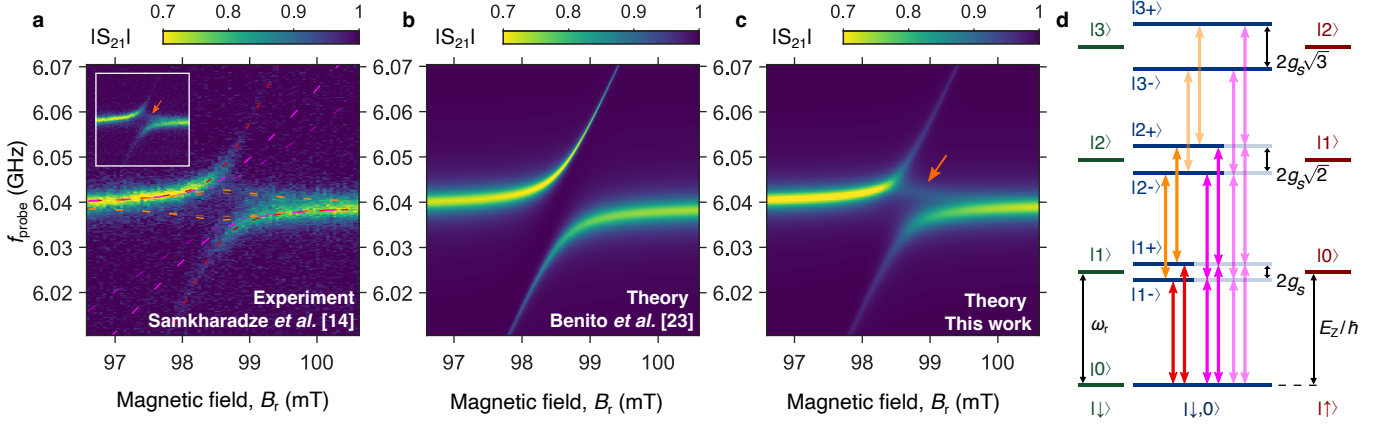 a
|S21|
0.7 0.8 0.9 1
b
|S21|
0.7 0.8 0.9 1
c
|S21|
0.7 0.8 0.9 1
f_probe (GHz)
6.07
6.06
6.05
6.04
6.03
6.02
Experiment
Samkharadze et al. [14]
97 98 99 100
Magnetic field, B_r (mT)
6.07
6.06
6.05
6.04
6.03
6.02
Theory
Benito et al. [23]
97 98 99 100
Magnetic field, B_r (mT)
6.07
6.06
6.05
6.04
6.03
6.02
Theory
This work
97 98 99 100
Magnetic field, B_r (mT)
d
|3+⟩
|3⟩
|2⟩
2g_s√3
|3-⟩
|2+⟩
|2⟩
|1⟩
|2-⟩
2g_s√2
|1+⟩
|1⟩
|0⟩
|1-⟩
2g_s
ω_r
E_Z/ħ
|0⟩
|↓⟩
|↓,0⟩
|↑⟩